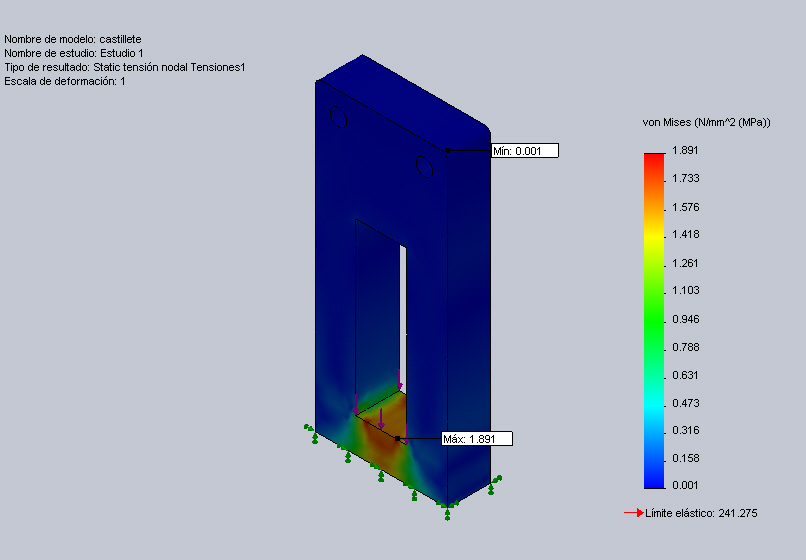 Nombre de modelo: castillete
Nombre de estudio: Estudio 1
Tipo de resultado: Static tensión nodal Tensiones1
Escala de deformación: 1
von Mises (N/mm^2 (MPa))
Mín: 0.001
1.891
1.733
1.576
1.418
1.261
1.103
0.946
0.788
0.631
0.473
0.316
0.158
0.001
Máx: 1.891
Límite elástico: 241.275